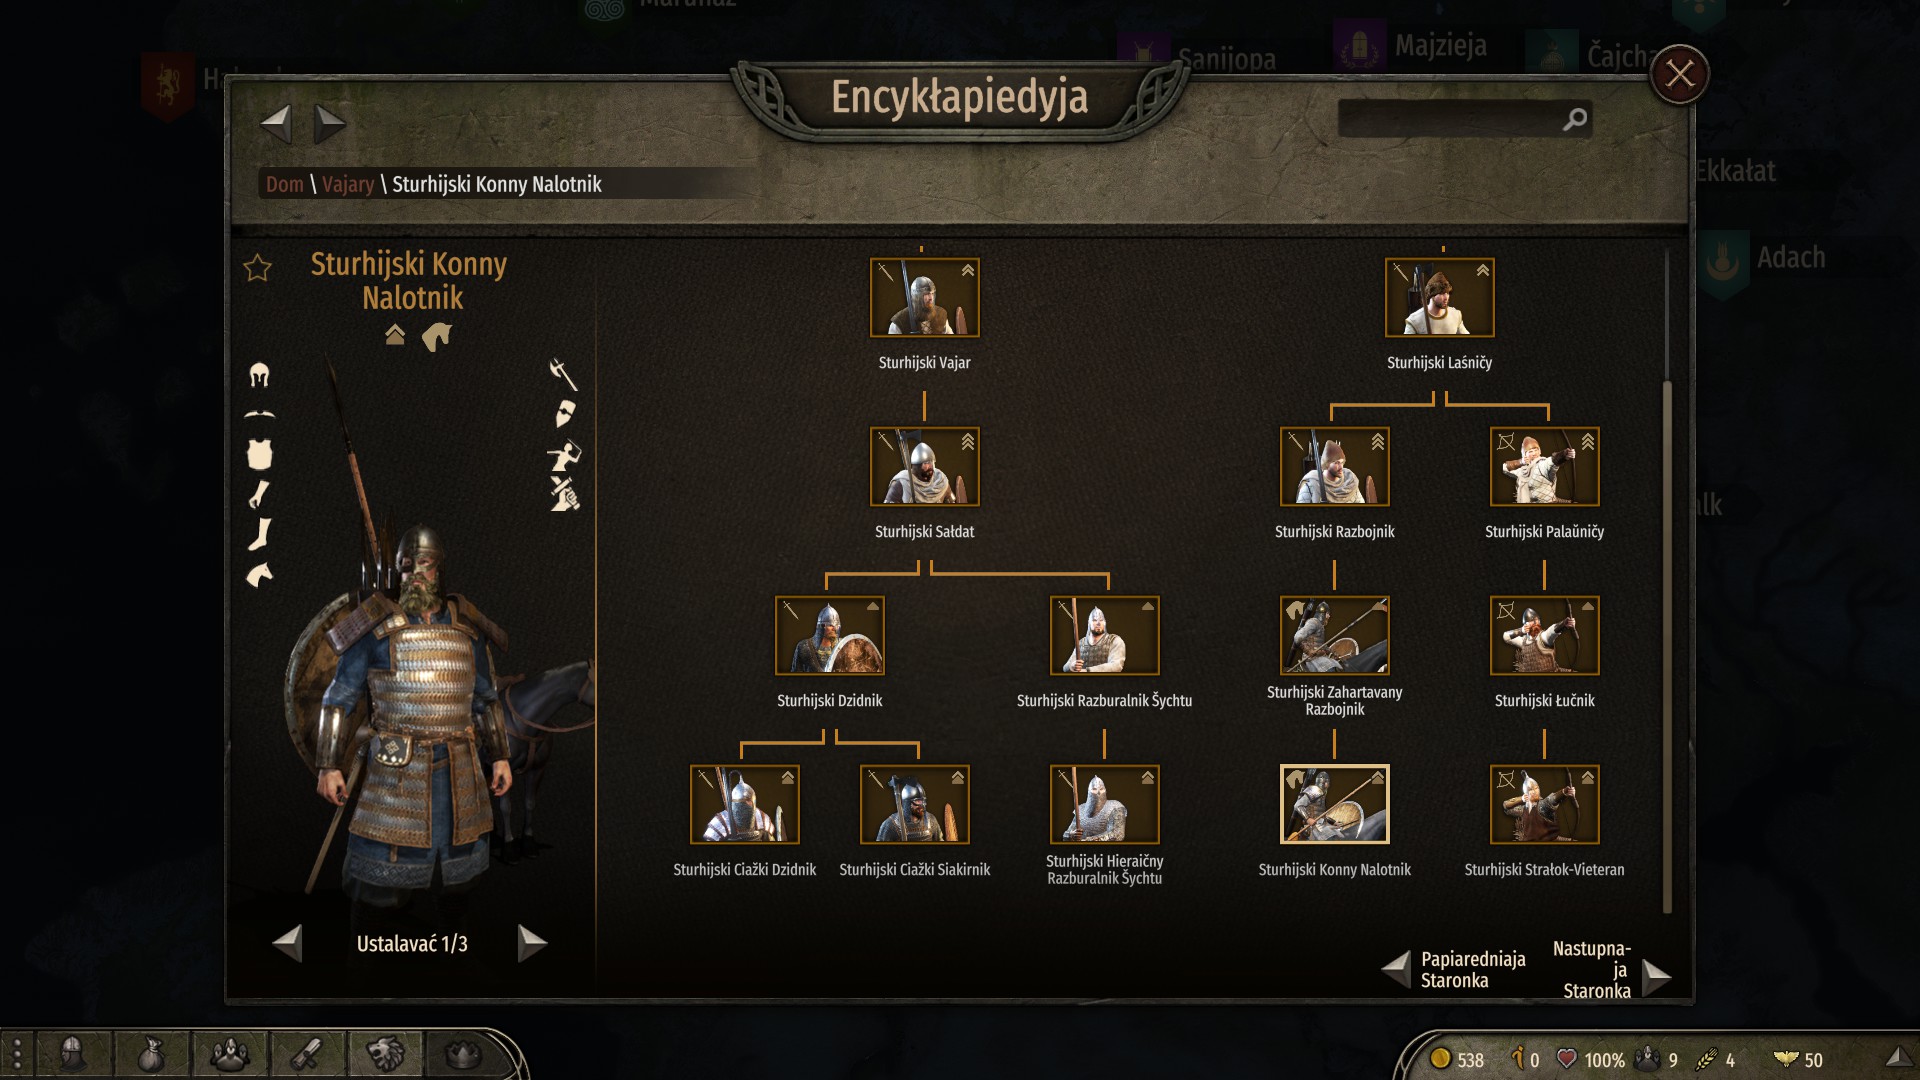 Sanijopa
Majzieja
Encykłapiedyja
Dom \ Vajary \ Sturhijski Konny Nalotnik
Ekkałat
Adach
Sturhijski Konny
Nalotnik
Sturhijski Vajar
Sturhijski Laśničy
Sturhijski Sałdat
Sturhijski Razbojnik
Sturhijski Palaŭničy
Sturhijski Dzidnik
Sturhijski Razburalnik Šychtu
Sturhijski Zahartavany
Razbojnik
Sturhijski Łučnik
Sturhijski Ciažki Dzidnik
Sturhijski Ciažki Siakirnik
Sturhijski Hieraičny
Razburalnik Šychtu
Sturhijski Konny Nalotnik
Sturhijski Strałok-Vieteran
Ustalavać 1/3
Papiaredniaja
Staronka
Nastupna-
ja
Staronka
538
0
100%
9
4
50